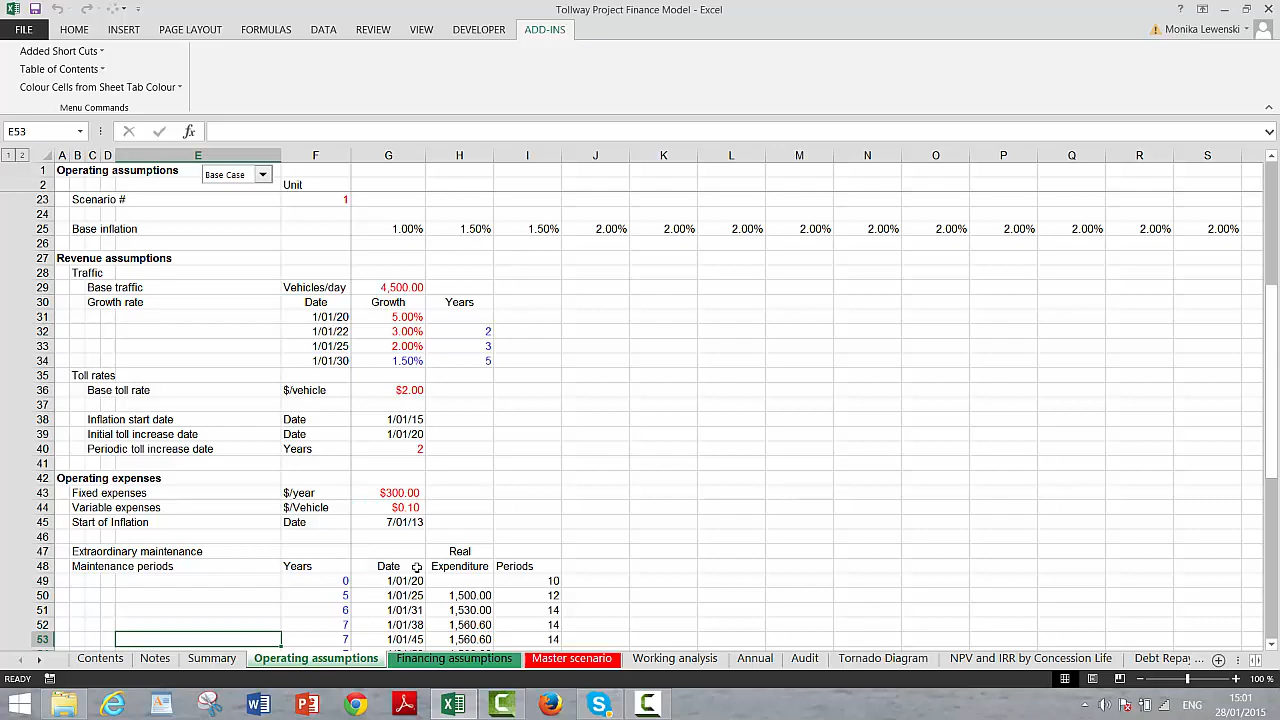 Tollway Project Finance Model - Excel
FILE HOME INSERT PAGE LAYOUT FORMULAS DATA REVIEW VIEW DEVELOPER ADD-INS Monika Lewenski
Added Short Cuts
Table of Contents
Colour Cells from Sheet Tab Colour
Menu Commands
E53 fx
1 2 A B C D E F G H I J K L M N O P Q R S
1 Operating assumptions Base Case
2 Unit
23 Scenario # 1
24
25 Base inflation 1.00% 1.50% 1.50% 2.00% 2.00% 2.00% 2.00% 2.00% 2.00% 2.00% 2.00% 2.00% 2.00%
26
27 Revenue assumptions
28 Traffic
29 Base traffic Vehicles/day 4,500.00
30 Growth rate Date Growth Years
31 1/01/20 5.00%
32 1/01/22 3.00% 2
33 1/01/25 2.00% 3
34 1/01/30 1.50% 5
35 Toll rates
36 Base toll rate $/vehicle $2.00
37
38 Inflation start date Date 1/01/15
39 Initial toll increase date Date 1/01/20
40 Periodic toll increase date Years 2
41
42 Operating expenses
43 Fixed expenses $/year $300.00
44 Variable expenses $/Vehicle $0.10
45 Start of Inflation Date 7/01/13
46
47 Extraordinary maintenance Real
48 Maintenance periods Years Date Expenditure Periods
49 0 1/01/20 10
50 5 1/01/25 1,500.00 12
51 6 1/01/31 1,530.00 14
52 7 1/01/38 1,560.60 14
53 7 1/01/45 1,560.60 14
Contents Notes Summary Operating assumptions Financing assumptions Master scenario Working analysis Annual Audit Tornado Diagram NPV and IRR by Concession Life Debt Repay ...
READY 100 %
ENG 15:01
28/01/2015